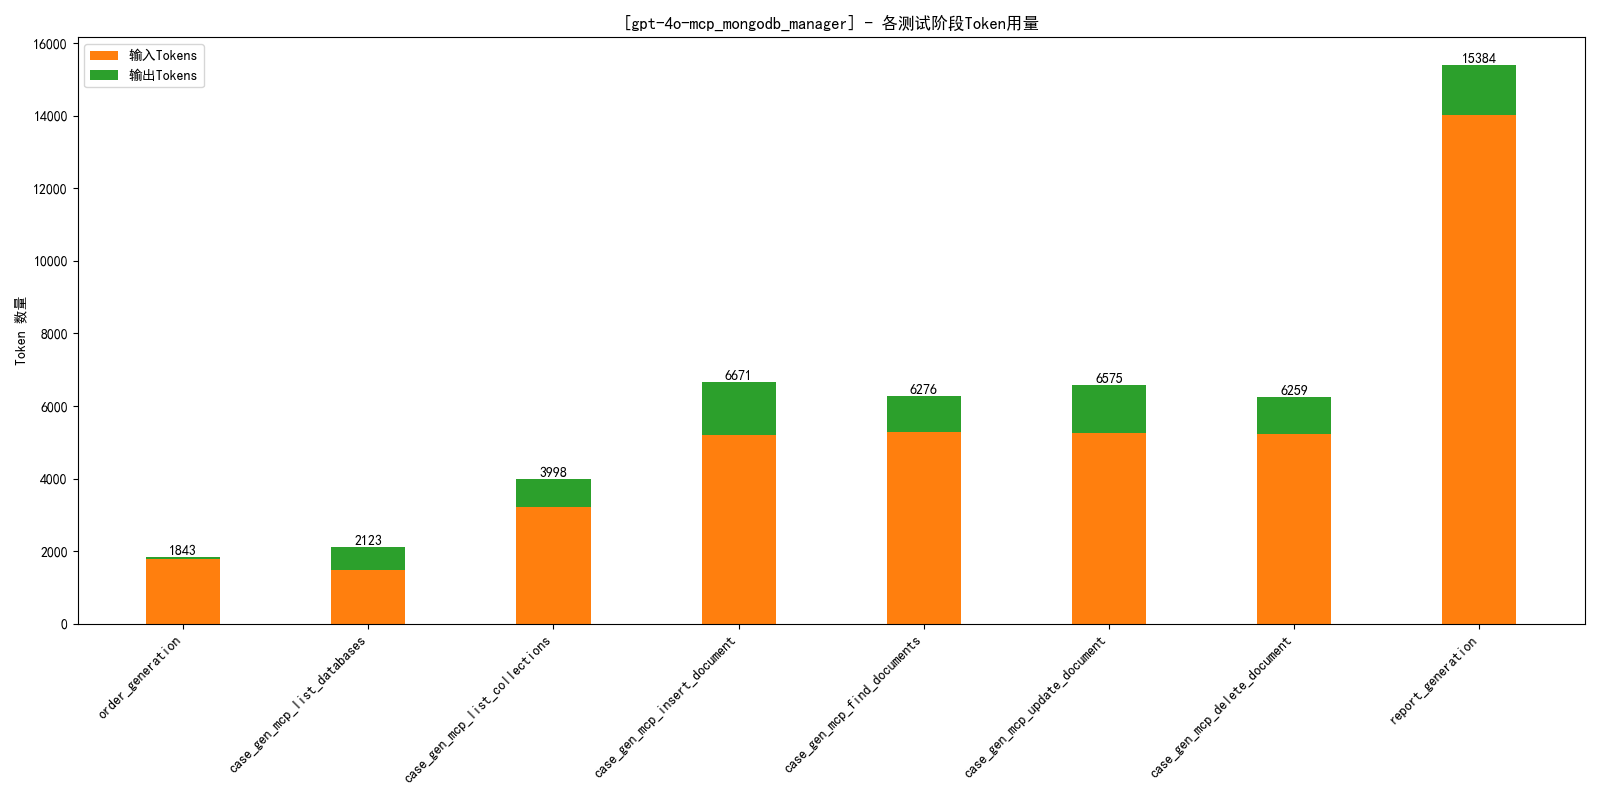 [gpt-4o-mcp_mongodb_manager] - 各测试阶段Token用量
输入Tokens
输出Tokens
Token 数量
16000
14000
12000
10000
8000
6000
4000
2000
0
1843
2123
3998
6671
6276
6575
6259
15384
order_generation
case_gen_mcp_list_databases
case_gen_mcp_list_collections
case_gen_mcp_insert_document
case_gen_mcp_find_documents
case_gen_mcp_update_document
case_gen_mcp_delete_document
report_generation